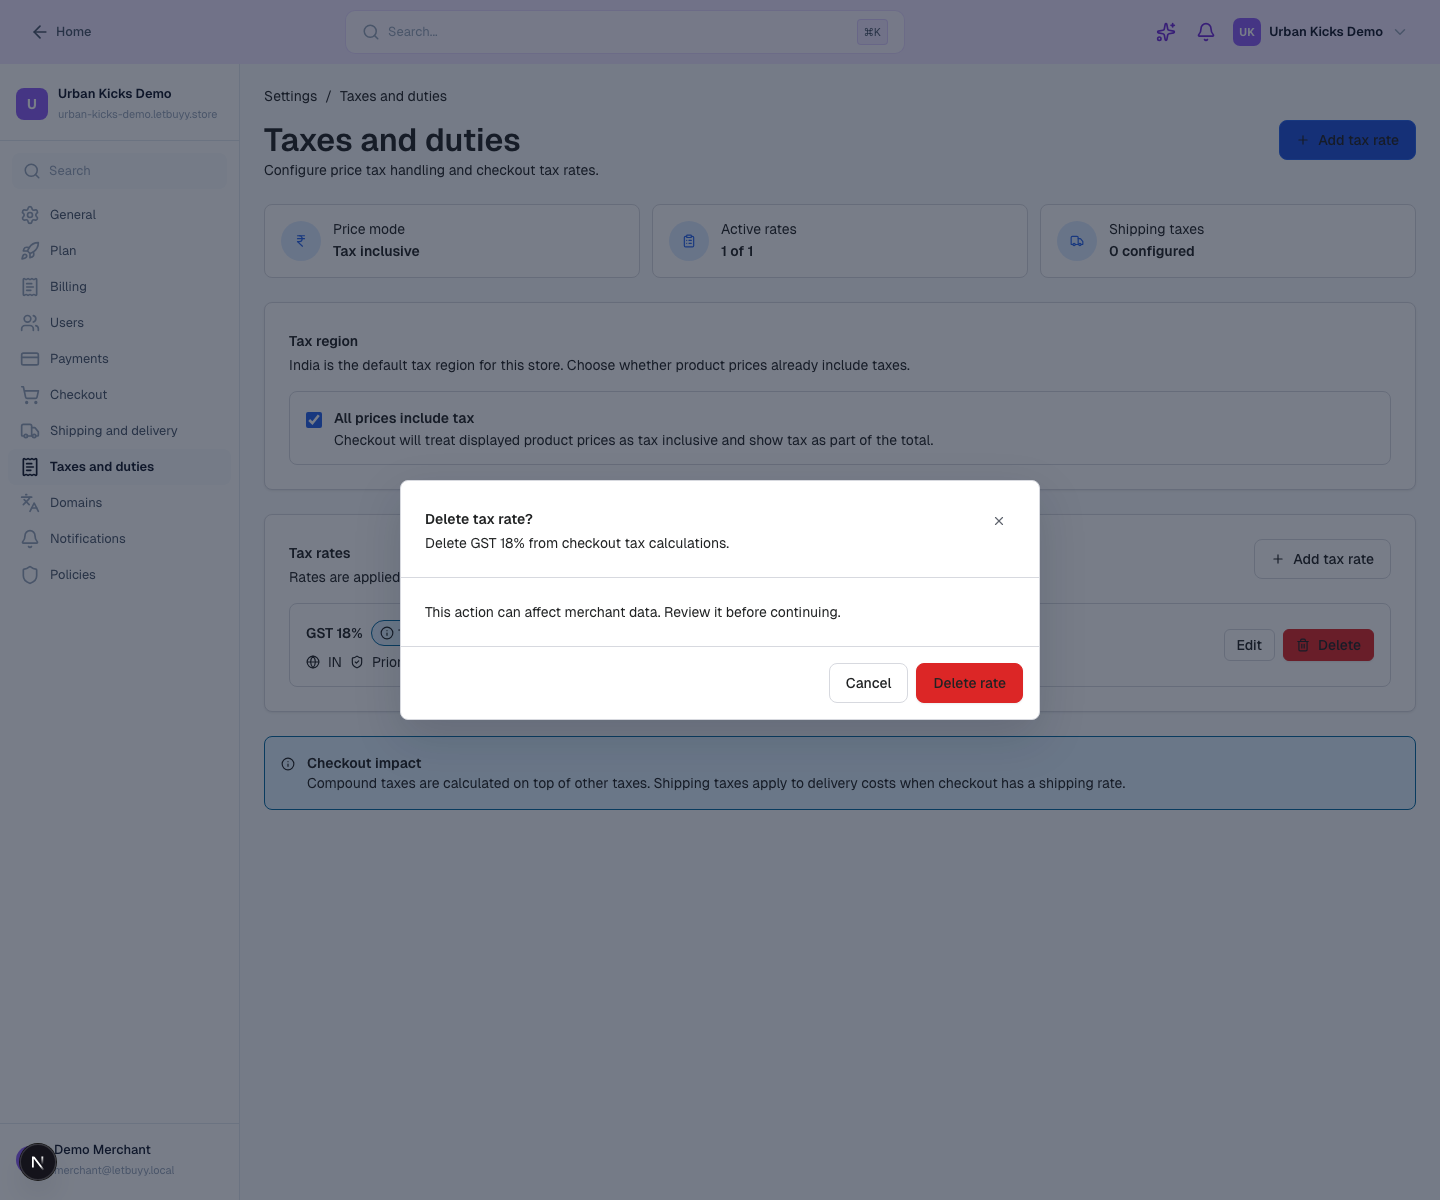 Home
Search...
⌘K
UK
Urban Kicks Demo
U
Urban Kicks Demo
urban-kicks-demo.letbuyy.store
Search
General
Plan
Billing
Users
Payments
Checkout
Shipping and delivery
Taxes and duties
Domains
Notifications
Policies
Demo Merchant
merchant@letbuyy.local
N
Settings / Taxes and duties
Taxes and duties
Configure price tax handling and checkout tax rates.
+ Add tax rate
₹
Price mode
Tax inclusive
Active rates
1 of 1
Shipping taxes
0 configured
Tax region
India is the default tax region for this store. Choose whether product prices already include taxes.
All prices include tax
Checkout will treat displayed product prices as tax inclusive and show tax as part of the total.
Tax rates
Rates are applied
+ Add tax rate
GST 18%
IN
Edit
Delete
Delete tax rate?
Delete GST 18% from checkout tax calculations.
This action can affect merchant data. Review it before continuing.
Cancel
Delete rate
Checkout impact
Compound taxes are calculated on top of other taxes. Shipping taxes apply to delivery costs when checkout has a shipping rate.